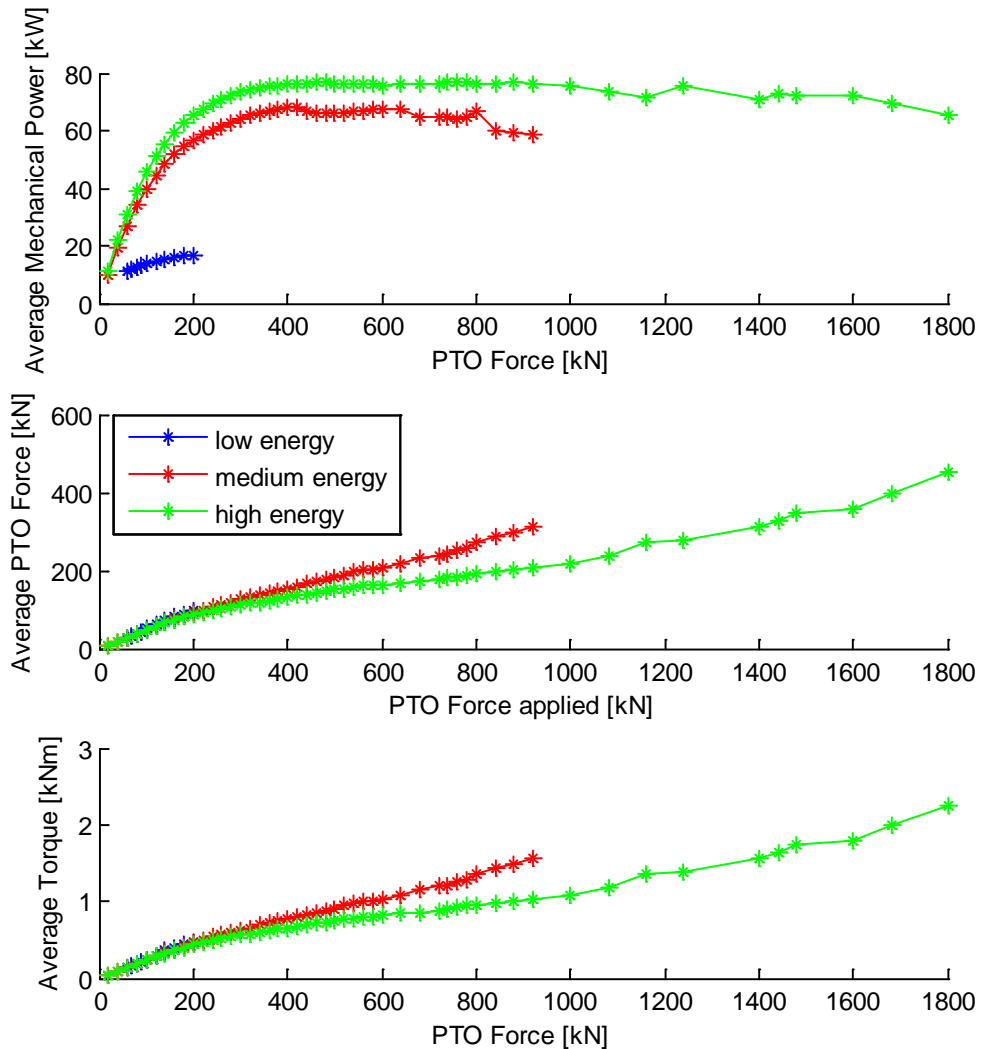 Average Mechanical Power [kW]
80
60
40
20
0
0 200 400 600 800 1000 1200 1400 1600 1800
PTO Force [kN]
Average PTO Force [kN]
600
400
200
0
low energy
medium energy
high energy
0 200 400 600 800 1000 1200 1400 1600 1800
PTO Force applied [kN]
Average Torque [kNm]
3
2
1
0
0 200 400 600 800 1000 1200 1400 1600 1800
PTO Force [kN]